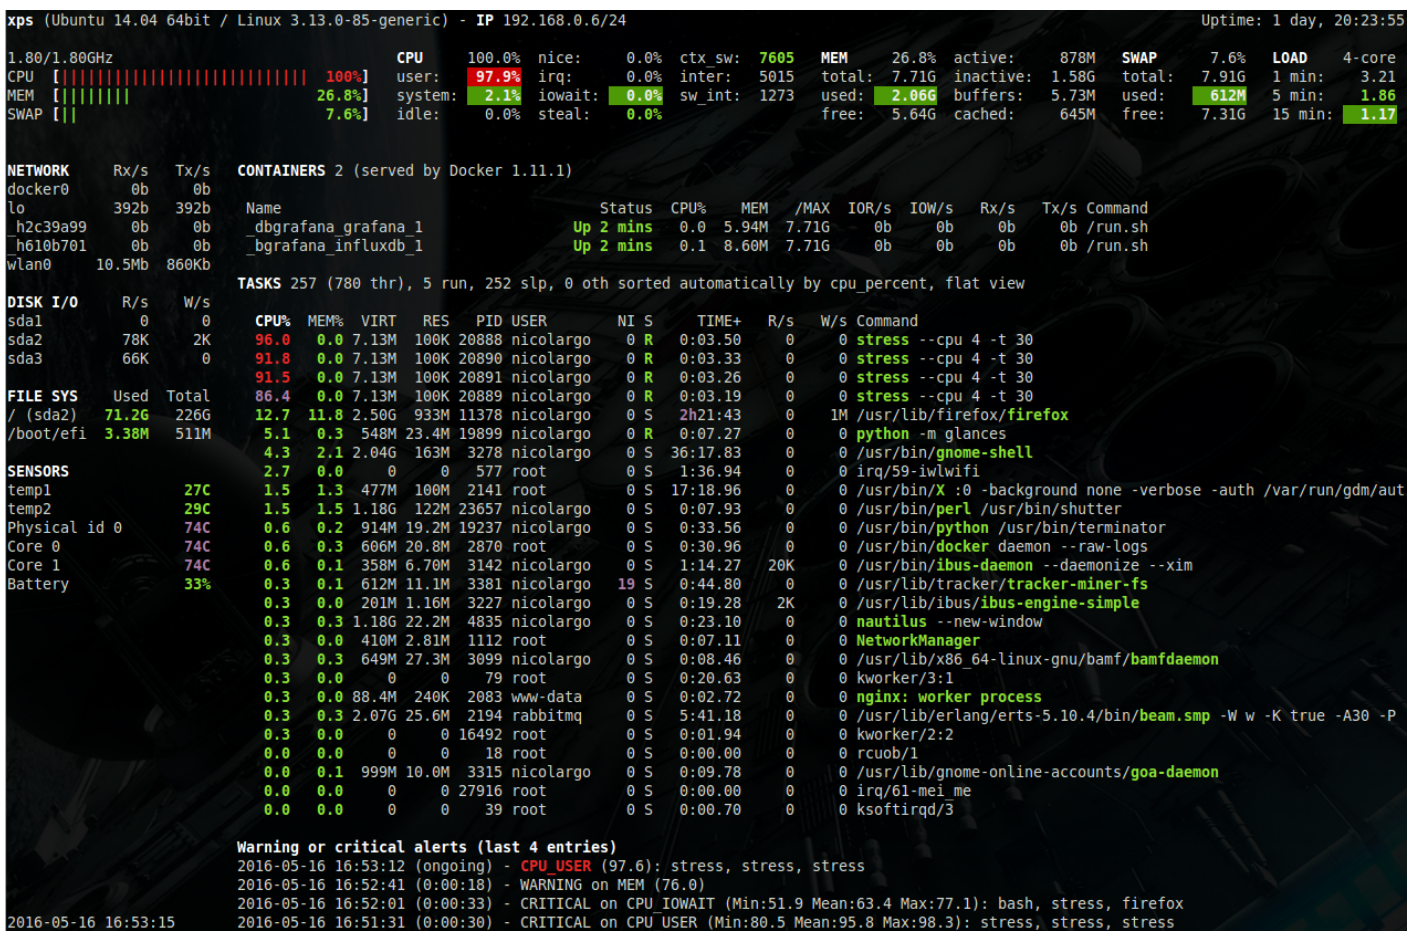 xps (Ubuntu 14.04 64bit / Linux 3.13.0-85-generic) - IP 192.168.0.6/24 Uptime: 1 day, 20:23:55
1.80/1.80GHz CPU 100.0% nice: 0.0% ctx_sw: 7605 MEM 26.8% active: 878M SWAP 7.6% LOAD 4-core
CPU [|||||||||||||||||||||||||||| 100%] user: 97.9% irq: 0.0% inter: 5015 total: 7.71G inactive: 1.58G total: 7.91G 1 min: 3.21
MEM [|||||||| 26.8%] system: 2.1% iowait: 0.0% sw_int: 1273 used: 2.06G buffers: 5.73M used: 612M 5 min: 1.86
SWAP [|| 7.6%] idle: 0.0% steal: 0.0% free: 5.64G cached: 645M free: 7.31G 15 min: 1.17
NETWORK Rx/s Tx/s
docker0 0b 0b
lo 392b 392b
_h2c39a99 0b 0b
_h610b701 0b 0b
wlan0 10.5Mb 860Kb
DISK I/O R/s W/s
sda1 0 0
sda2 78K 2K
sda3 66K 0
FILE SYS Used Total
/ (sda2) 71.2G 226G
/boot/efi 3.38M 511M
SENSORS
temp1 27C
temp2 29C
Physical id 0 74C
Core 0 74C
Core 1 74C
Battery 33%
CONTAINERS 2 (served by Docker 1.11.1)
Name Status CPU% MEM /MAX IOR/s IOW/s Rx/s Tx/s Command
_dbgrafana_grafana_1 Up 2 mins 0.0 5.94M 7.71G 0b 0b 0b 0b /run.sh
_bgrafana_influxdb_1 Up 2 mins 0.1 8.60M 7.71G 0b 0b 0b 0b /run.sh
TASKS 257 (780 thr), 5 run, 252 slp, 0 oth sorted automatically by cpu_percent, flat view
CPU% MEM% VIRT RES PID USER NI S TIME+ R/s W/s Command
96.0 0.0 7.13M 100K 20888 nicolargo 0 R 0:03.50 0 0 stress --cpu 4 -t 30
91.8 0.0 7.13M 100K 20890 nicolargo 0 R 0:03.33 0 0 stress --cpu 4 -t 30
91.5 0.0 7.13M 100K 20891 nicolargo 0 R 0:03.26 0 0 stress --cpu 4 -t 30
86.4 0.0 7.13M 100K 20889 nicolargo 0 R 0:03.19 0 0 stress --cpu 4 -t 30
12.7 11.8 2.50G 933M 11378 nicolargo 0 S 2h21:43 0 1M /usr/lib/firefox/firefox
5.1 0.3 548M 23.4M 19899 nicolargo 0 R 0:07.27 0 0 python -m glances
4.3 2.1 2.04G 163M 3278 nicolargo 0 S 36:17.83 0 0 /usr/bin/gnome-shell
2.7 0.0 0 0 577 root 0 S 1:36.94 0 0 irq/59-iwlwifi
1.5 1.3 477M 100M 2141 root 0 S 17:18.96 0 0 /usr/bin/X :0 -background none -verbose -auth /var/run/gdm/aut
1.5 1.5 1.18G 122M 23657 nicolargo 0 S 0:07.93 0 0 /usr/bin/perl /usr/bin/shutter
0.6 0.2 914M 19.2M 19237 nicolargo 0 S 0:33.56 0 0 /usr/bin/python /usr/bin/terminator
0.6 0.3 606M 20.8M 2870 root 0 S 0:30.96 0 0 /usr/bin/docker daemon --raw-logs
0.6 0.1 358M 6.70M 3142 nicolargo 0 S 1:14.27 20K 0 /usr/bin/ibus-daemon --daemonize --xim
0.3 0.1 612M 11.1M 3381 nicolargo 19 S 0:44.80 0 0 /usr/lib/tracker/tracker-miner-fs
0.3 0.0 201M 1.16M 3227 nicolargo 0 S 0:19.28 2K 0 /usr/lib/ibus/ibus-engine-simple
0.3 0.3 1.18G 22.2M 4835 nicolargo 0 S 0:23.10 0 0 nautilus --new-window
0.3 0.0 410M 2.81M 1112 root 0 S 0:07.11 0 0 NetworkManager
0.3 0.3 649M 27.3M 3099 nicolargo 0 S 0:08.46 0 0 /usr/lib/x86_64-linux-gnu/bamf/bamfdaemon
0.3 0.0 0 0 79 root 0 S 0:20.63 0 0 kworker/3:1
0.3 0.0 88.4M 240K 2083 www-data 0 S 0:02.72 0 0 nginx: worker process
0.3 0.3 2.07G 25.6M 2194 rabbitmq 0 S 5:41.18 0 0 /usr/lib/erlang/erts-5.10.4/bin/beam.smp -W w -K true -A30 -P
0.3 0.0 0 0 16492 root 0 S 0:01.94 0 0 kworker/2:2
0.0 0.0 0 0 18 root 0 S 0:00.00 0 0 rcuob/1
0.0 0.1 999M 10.0M 3315 nicolargo 0 S 0:09.78 0 0 /usr/lib/gnome-online-accounts/goa-daemon
0.0 0.0 0 0 27916 root 0 S 0:00.00 0 0 irq/61-mei_me
0.0 0.0 0 0 39 root 0 S 0:00.70 0 0 ksoftirqd/3
Warning or critical alerts (last 4 entries)
2016-05-16 16:53:12 (ongoing) - CPU_USER (97.6): stress, stress, stress
2016-05-16 16:52:41 (0:00:18) - WARNING on MEM (76.0)
2016-05-16 16:52:01 (0:00:33) - CRITICAL on CPU_IOWAIT (Min:51.9 Mean:63.4 Max:77.1): bash, stress, firefox
2016-05-16 16:53:15 2016-05-16 16:51:31 (0:00:30) - CRITICAL on CPU_USER (Min:80.5 Mean:95.8 Max:98.3): stress, stress, stress